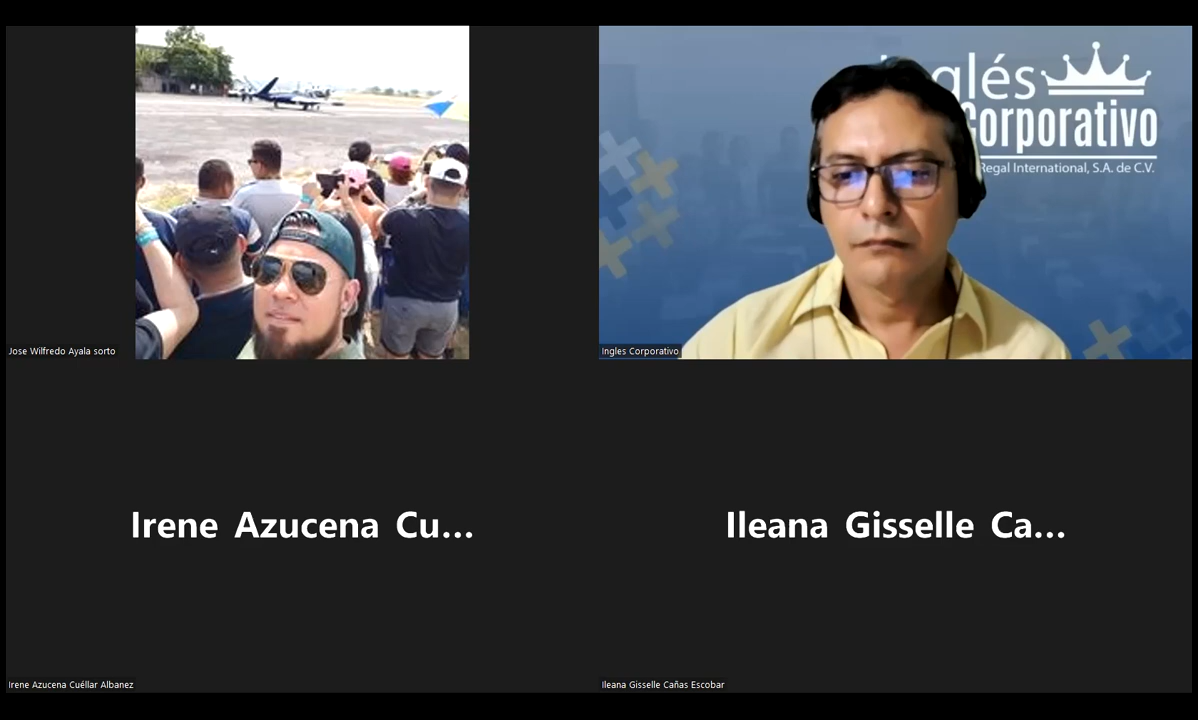 Inglés
Corporativo
Regal International, S.A. de C.V.
Jose Wilfredo Ayala sorto
Ingles Corporativo
Irene Azucena Cu...
Ileana Gisselle Ca...
Irene Azucena Cuéllar Albanez
Ileana Gisselle Cañas Escobar